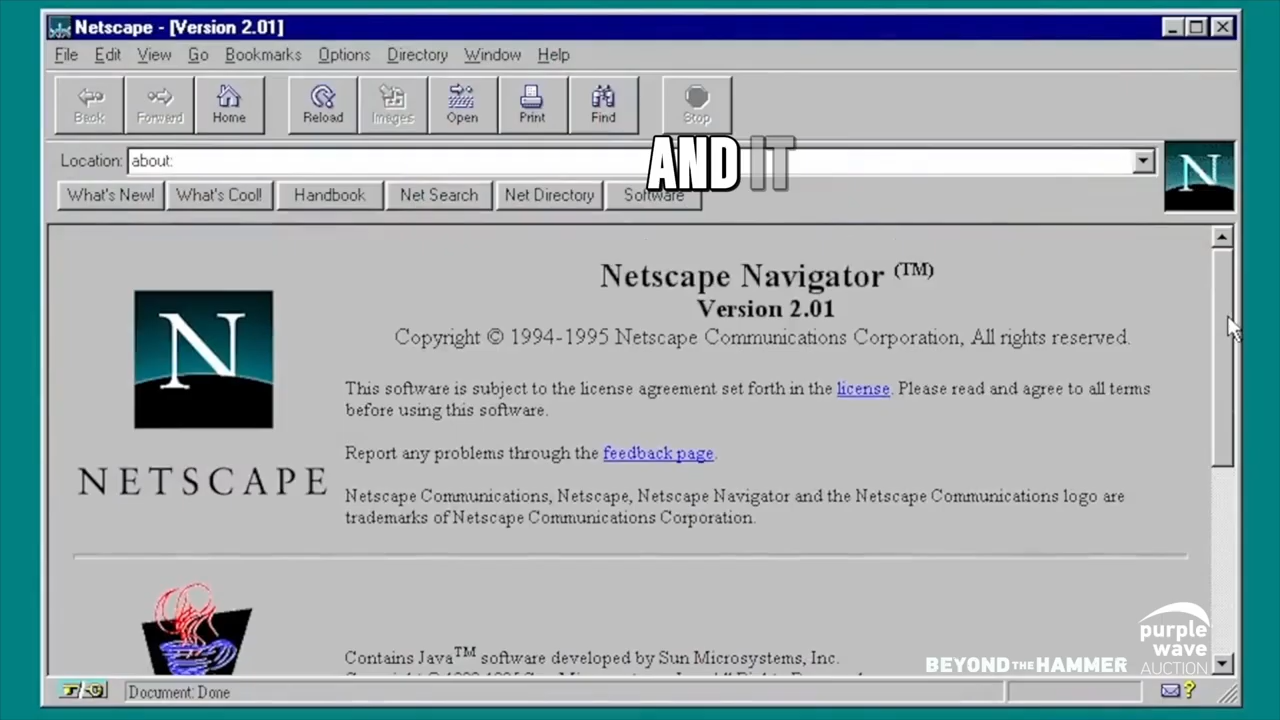 Netscape - [Version 2.01]
File Edit View Go Bookmarks Options Directory Window Help
Back Forward Home Reload Images Open Print Find Stop
AND IT
Location: about:
N
What's New! What's Cool! Handbook Net Search Net Directory Software
Netscape Navigator (TM)
Version 2.01
Copyright © 1994-1995 Netscape Communications Corporation, All rights reserved.
N
NETSCAPE
This software is subject to the license agreement set forth in the license. Please read and agree to all terms
before using this software.
Report any problems through the feedback page.
Netscape Communications, Netscape, Netscape Navigator and the Netscape Communications logo are
trademarks of Netscape Communications Corporation.
Contains Java™ software developed by Sun Microsystems, Inc.
purple
wave
AUCTION
BEYOND THE HAMMER
Document: Done